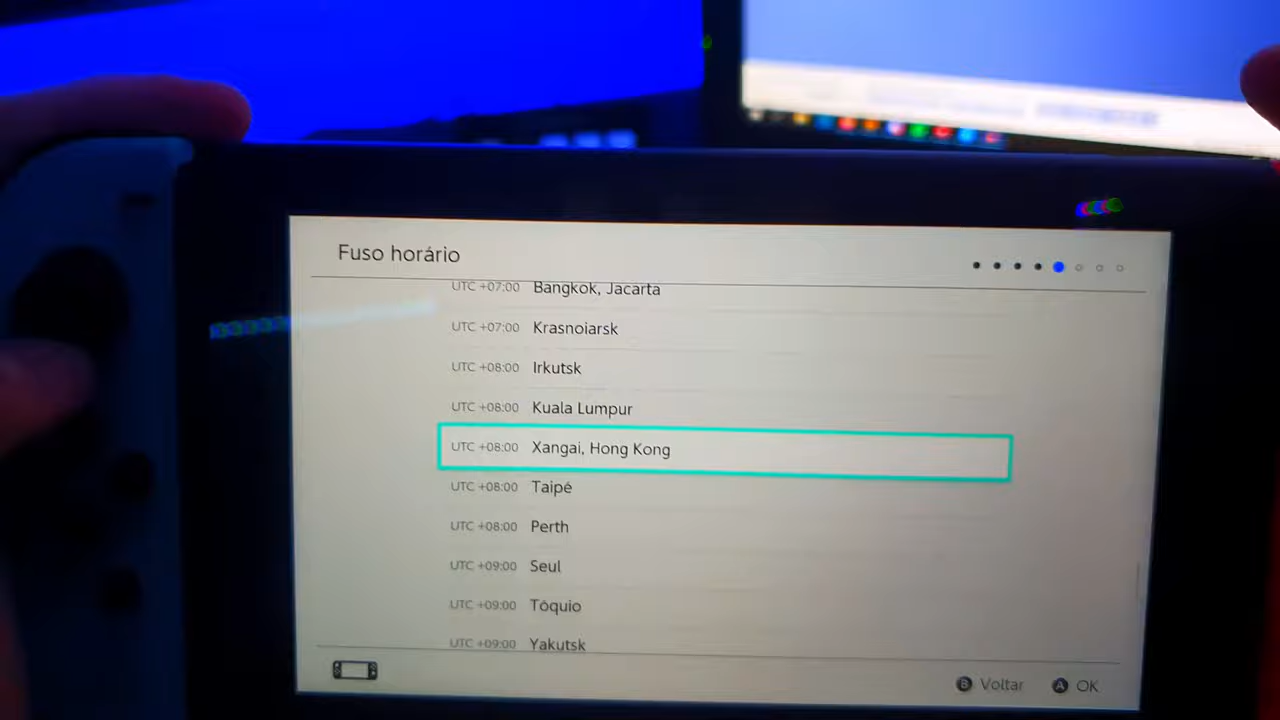 Fuso horário
UTC +07:00 Bangkok, Jacarta
UTC +07:00 Krasnoiarsk
UTC +08:00 Irkutsk
UTC +08:00 Kuala Lumpur
UTC +08:00 Xangai, Hong Kong
UTC +08:00 Taipé
UTC +08:00 Perth
UTC +09:00 Seul
UTC +09:00 Tóquio
UTC +09:00 Yakutsk
B Voltar A OK